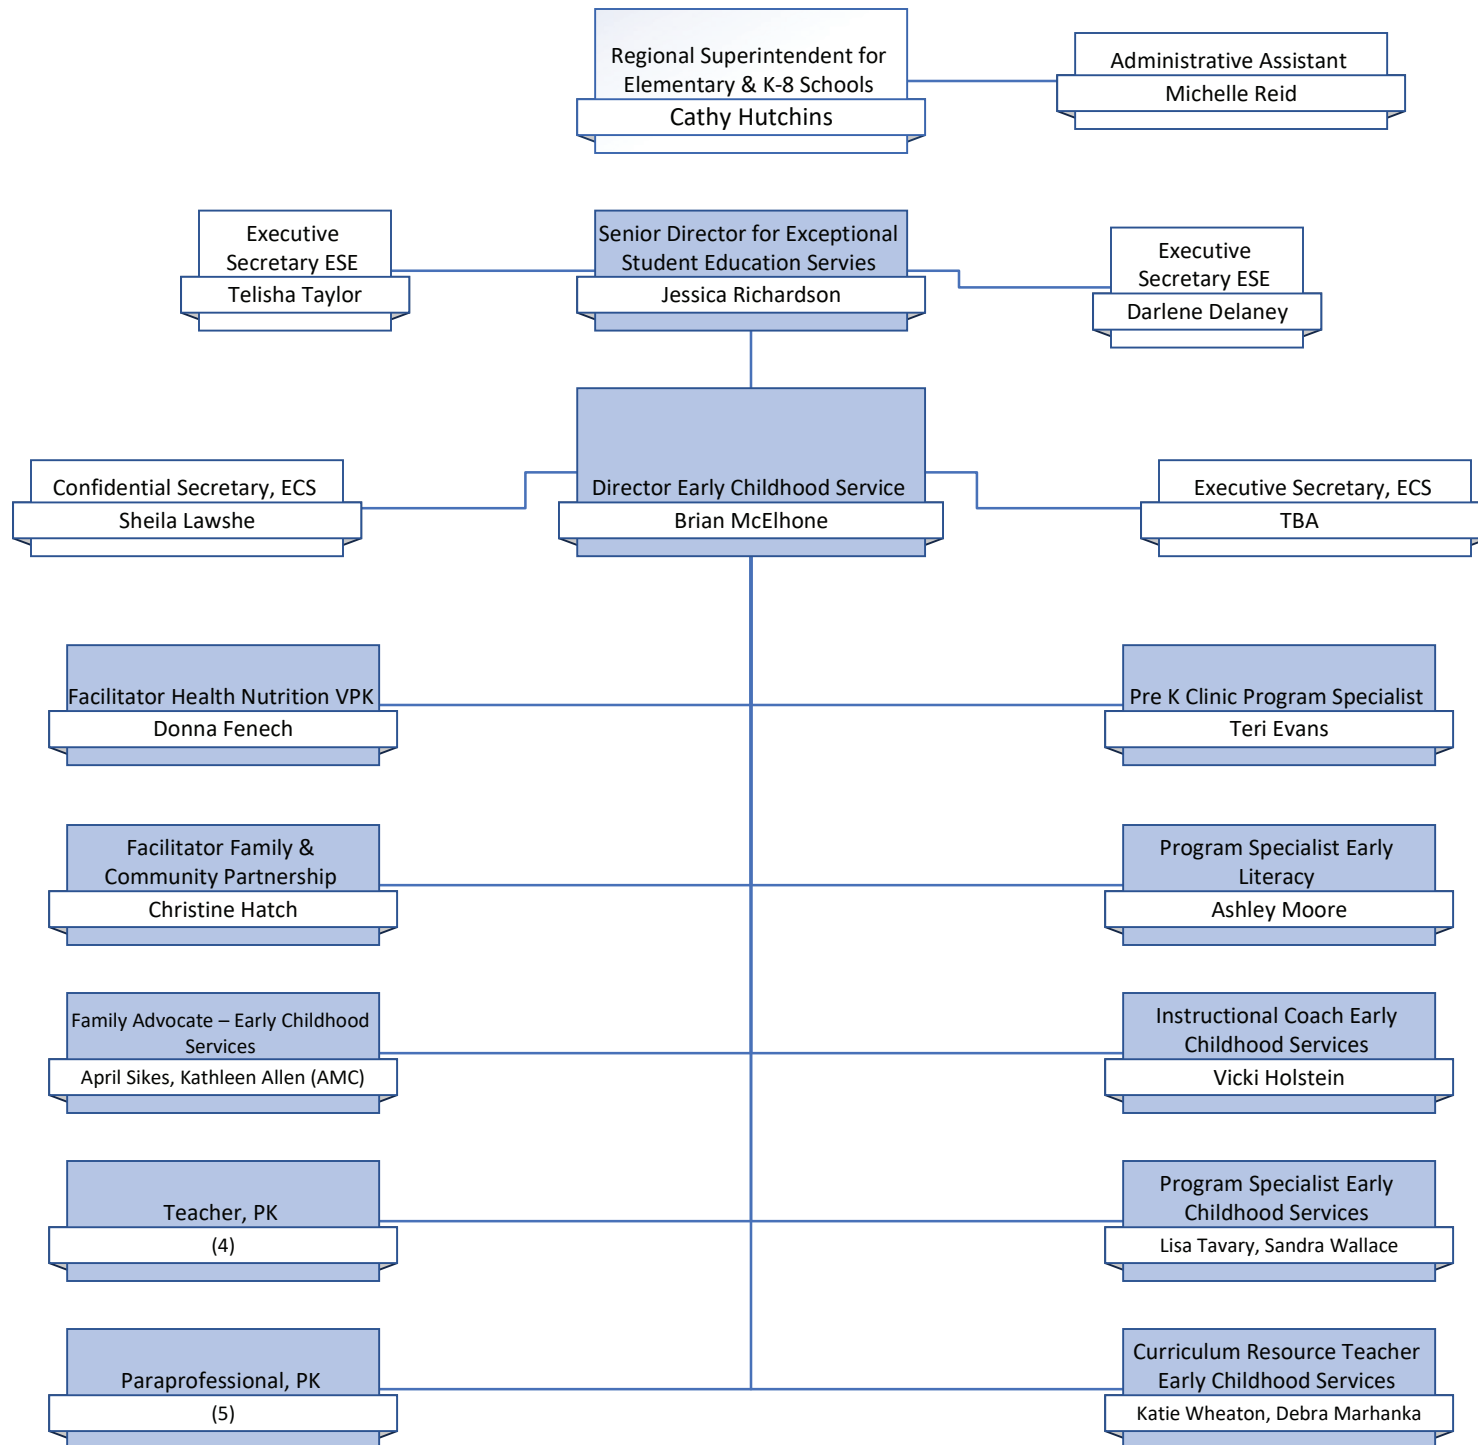 Regional Superintendent for
Elementary & K-8 Schools
Cathy Hutchins
Administrative Assistant
Michelle Reid
Executive
Secretary ESE
Telisha Taylor
Senior Director for Exceptional
Student Education Servies
Jessica Richardson
Executive
Secretary ESE
Darlene Delaney
Confidential Secretary, ECS
Sheila Lawshe
Director Early Childhood Service
Brian McElhone
Executive Secretary, ECS
TBA
Facilitator Health Nutrition VPK
Donna Fenech
Pre K Clinic Program Specialist
Teri Evans
Facilitator Family &
Community Partnership
Christine Hatch
Program Specialist Early
Literacy
Ashley Moore
Family Advocate – Early Childhood
Services
April Sikes, Kathleen Allen (AMC)
Instructional Coach Early
Childhood Services
Vicki Holstein
Teacher, PK
(4)
Program Specialist Early
Childhood Services
Lisa Tavary, Sandra Wallace
Paraprofessional, PK
(5)
Curriculum Resource Teacher
Early Childhood Services
Katie Wheaton, Debra Marhanka